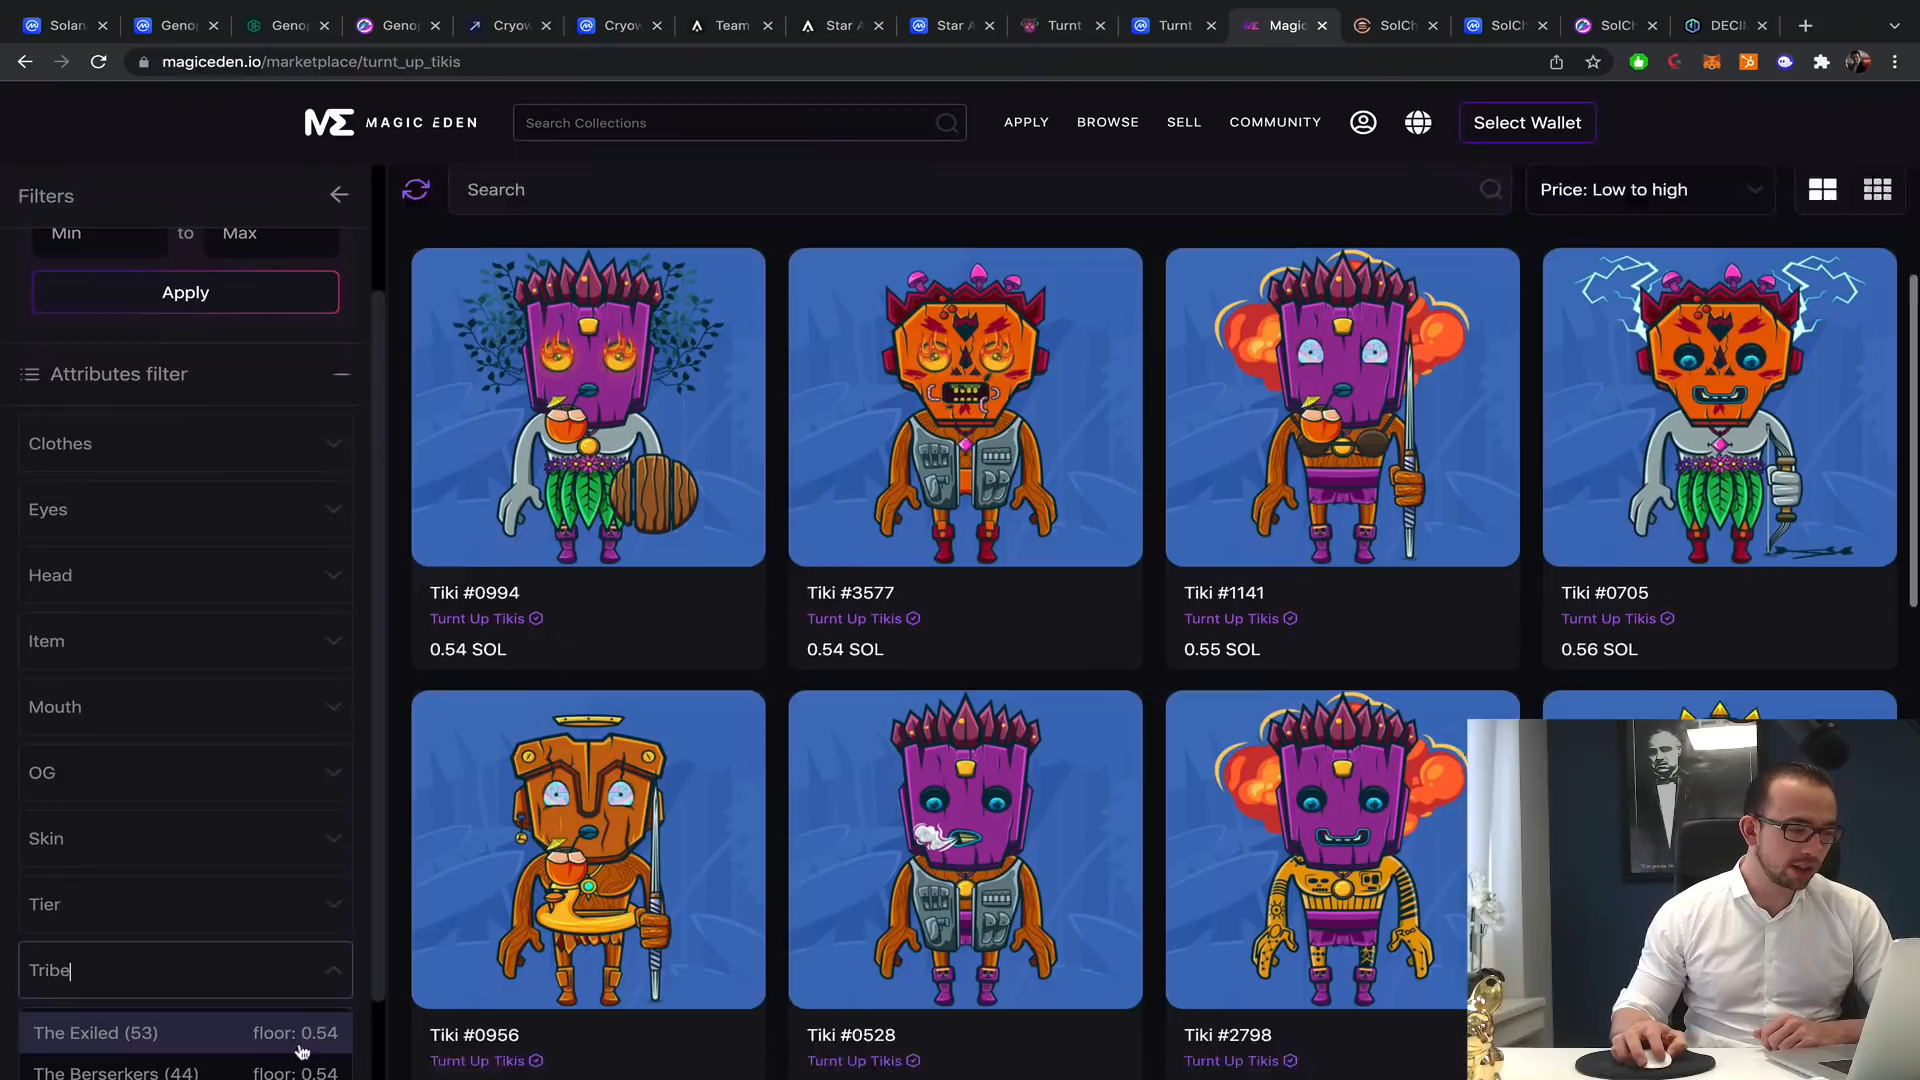 Solan
Genop
Genop
Geno
Cryow
Cryow
Team
Star A
Star A
Turnt
Turnt
Magic
SolCh
SolCh
SolCh
DECI
magiceden.io/marketplace/turnt_up_tikis
MAGIC EDEN
Search Collections
APPLY
BROWSE
SELL
COMMUNITY
Select Wallet
Filters
Search
Price: Low to high
Min to Max
Apply
Attributes filter
Clothes
Eyes
Head
Item
Mouth
OG
Skin
Tier
Tribe
The Exiled (53) floor: 0.54
The Berserkers (44) floor: 0.54
Tiki #0994
Turnt Up Tikis
0.54 SOL
Tiki #3577
Turnt Up Tikis
0.54 SOL
Tiki #1141
Turnt Up Tikis
0.55 SOL
Tiki #0705
Turnt Up Tikis
0.56 SOL
Tiki #0956
Turnt Up Tikis
Tiki #0528
Turnt Up Tikis
Tiki #2798
Turnt Up Tikis